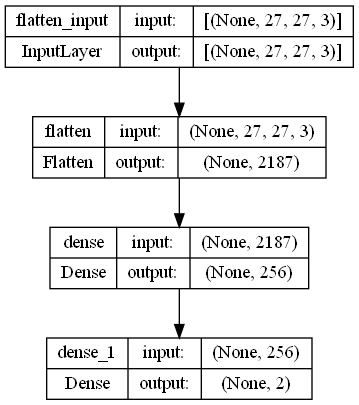 flatten_input input: [(None, 27, 27, 3)]
InputLayer output: [(None, 27, 27, 3)]
flatten input: (None, 27, 27, 3)
Flatten output: (None, 2187)
dense input: (None, 2187)
Dense output: (None, 256)
dense_1 input: (None, 256)
Dense output: (None, 2)